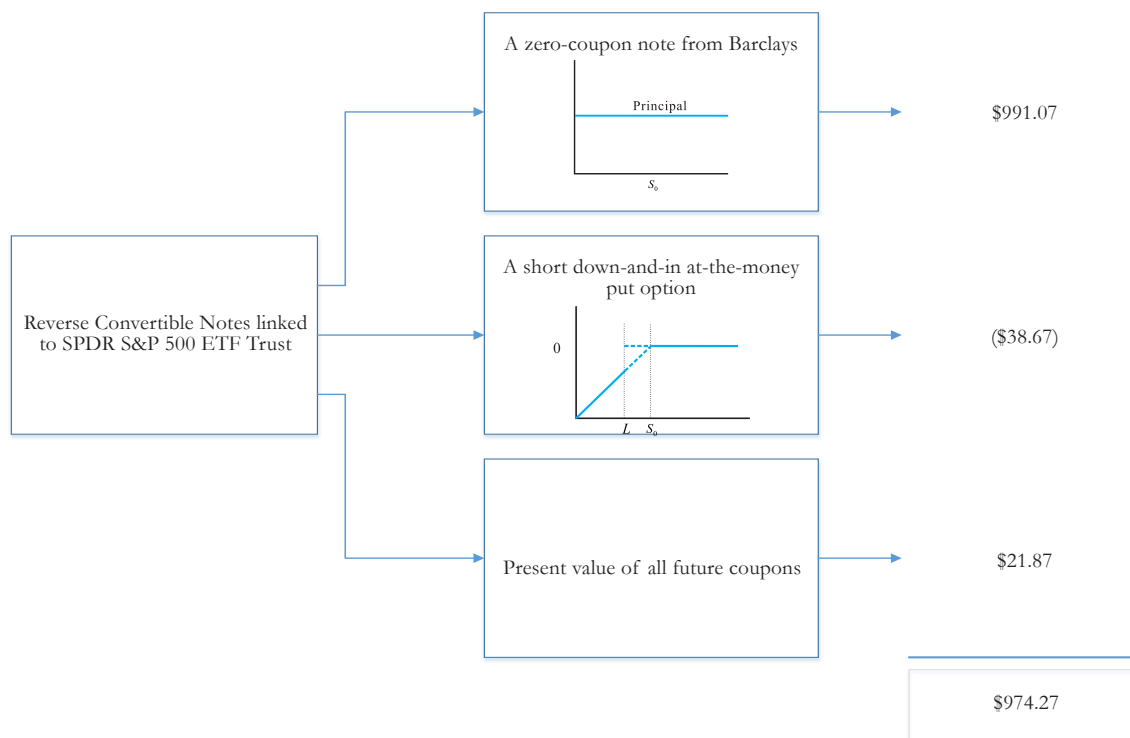 A zero-coupon note from Barclays
Principal
S₀
$991.07
Reverse Convertible Notes linked
to SPDR S&P 500 ETF Trust
A short down-and-in at-the-money
put option
0
L S₀
($38.67)
Present value of all future coupons
$21.87
$974.27